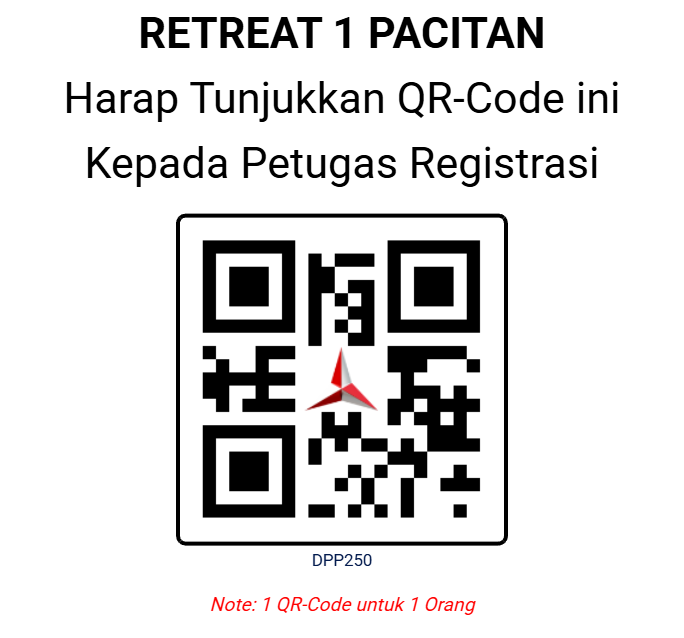 RETREAT 1 PACITAN
Harap Tunjukkan QR-Code ini
Kepada Petugas Registrasi
DPP250
Note: 1 QR-Code untuk 1 Orang